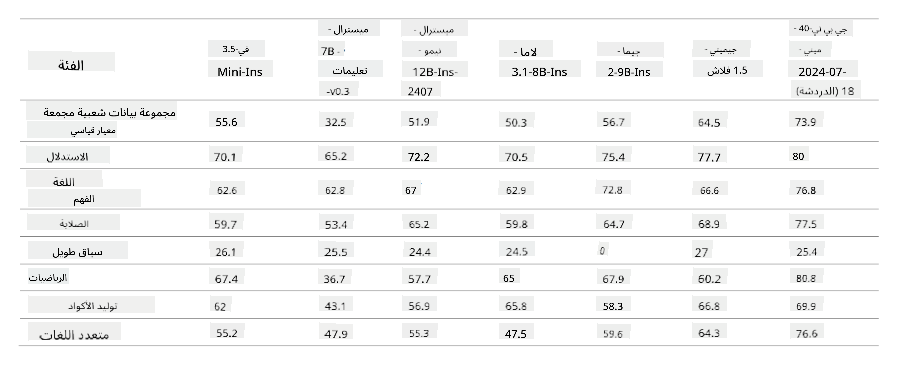 الفئة
في-3.5
Mini-Ins
ميسترال -
7B -
تعليمات
-v0.3
ميسترال -
نيمو -
12B-Ins-
2407
لاما -
3.1-8B-Ins
جيما -
2-9B-Ins
جيميني -
1.5 فلاش
جي بي تي-40 -
ميني -
2024-07-
18 (الدردشة)
مجموعة بيانات شعبية مجمعة
معيار قياسي
55.6 32.5 51.9 50.3 56.7 64.5 73.9
الاستدلال 70.1 65.2 72.2 70.5 75.4 77.7 80
اللغة
الفهم
62.6 62.8 67 62.9 72.8 66.6 76.8
الصلابة 59.7 53.4 65.2 59.8 64.7 68.9 77.5
سياق طويل 26.1 25.5 24.4 24.5 0 27 25.4
الرياضيات 67.4 36.7 57.7 65 67.9 60.2 80.8
توليد الأكواد 62 43.1 56.9 65.8 58.3 66.8 69.9
متعدد اللغات 55.2 47.9 55.3 47.5 59.6 64.3 76.6